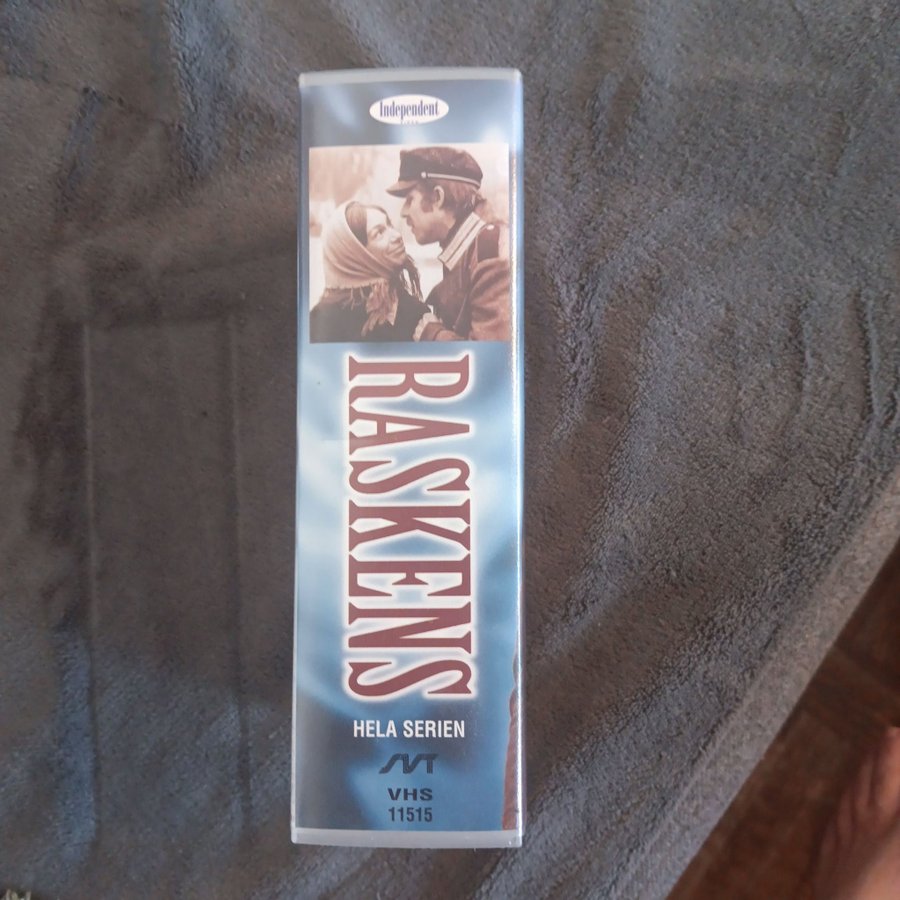 Independent
RASKENS
HELA SERIEN
SVT
VHS
11515